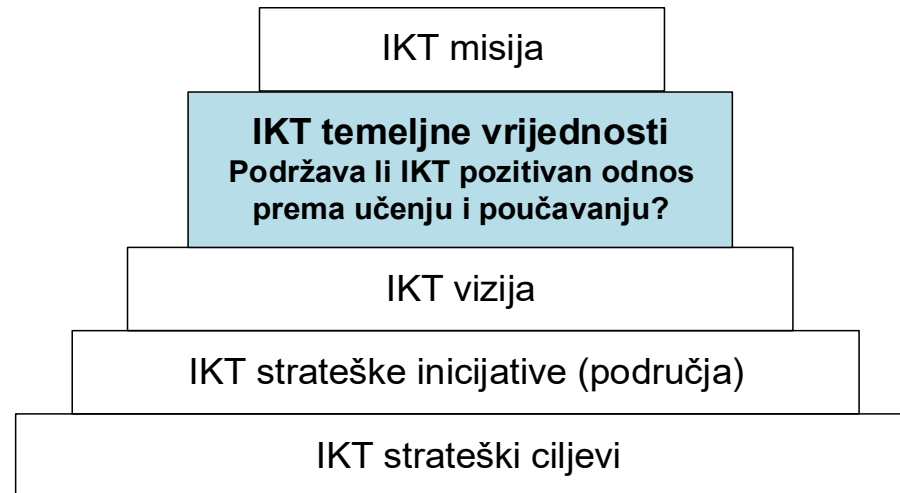 IKT misija
IKT temeljne vrijednosti
Podržava li IKT pozitivan odnos
prema učenju i poučavanju?
IKT vizija
IKT strateške inicijative (područja)
IKT strateški ciljevi